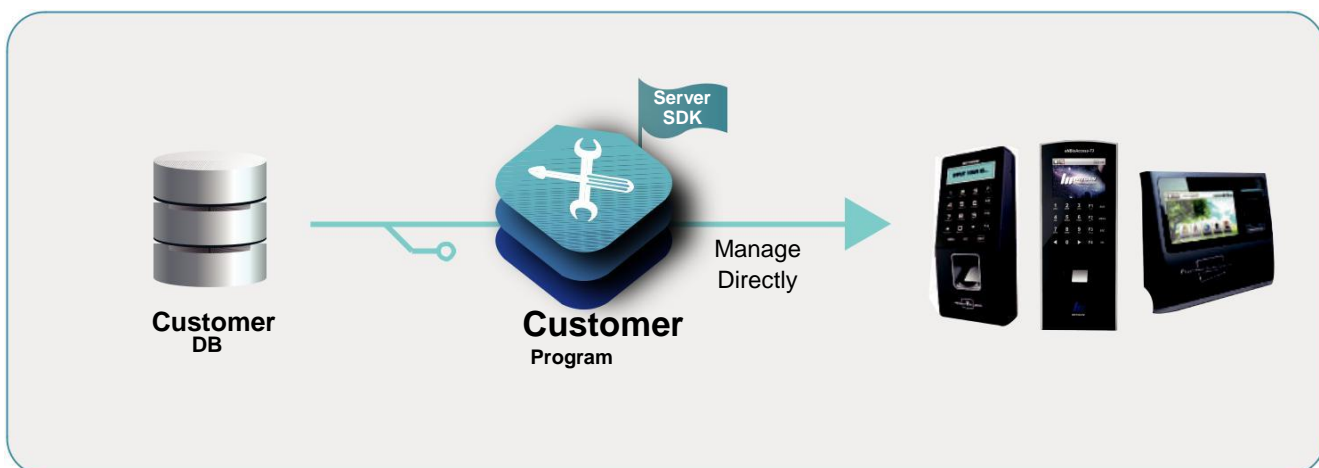 Server
SDK
Manage
Directly
Customer
DB
Customer
Program